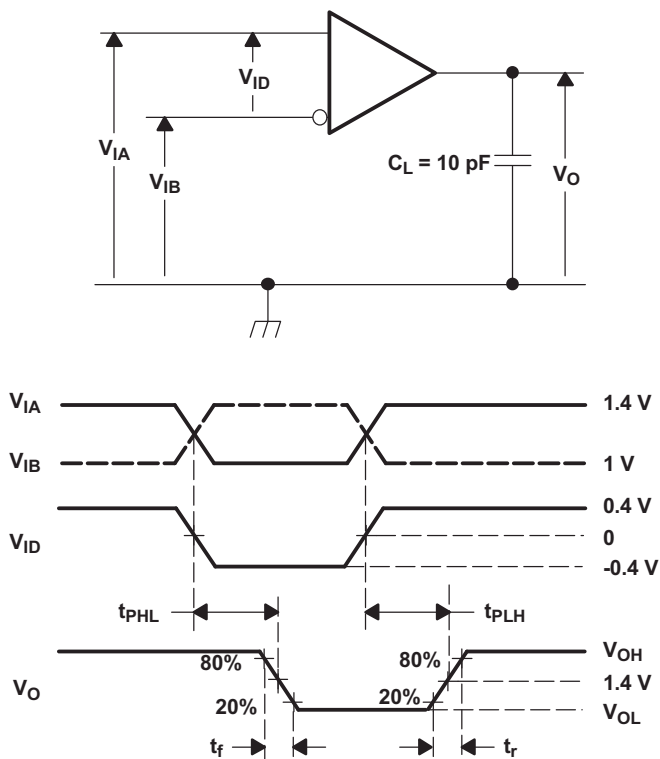 V_ID
V_IA
V_IB
C_L = 10 pF
V_O
V_IA
1.4 V
V_IB
1 V
0.4 V
V_ID
0
-0.4 V
t_PHL
t_PLH
V_OH
80%
80%
V_O
1.4 V
20%
20%
V_OL
t_f
t_r